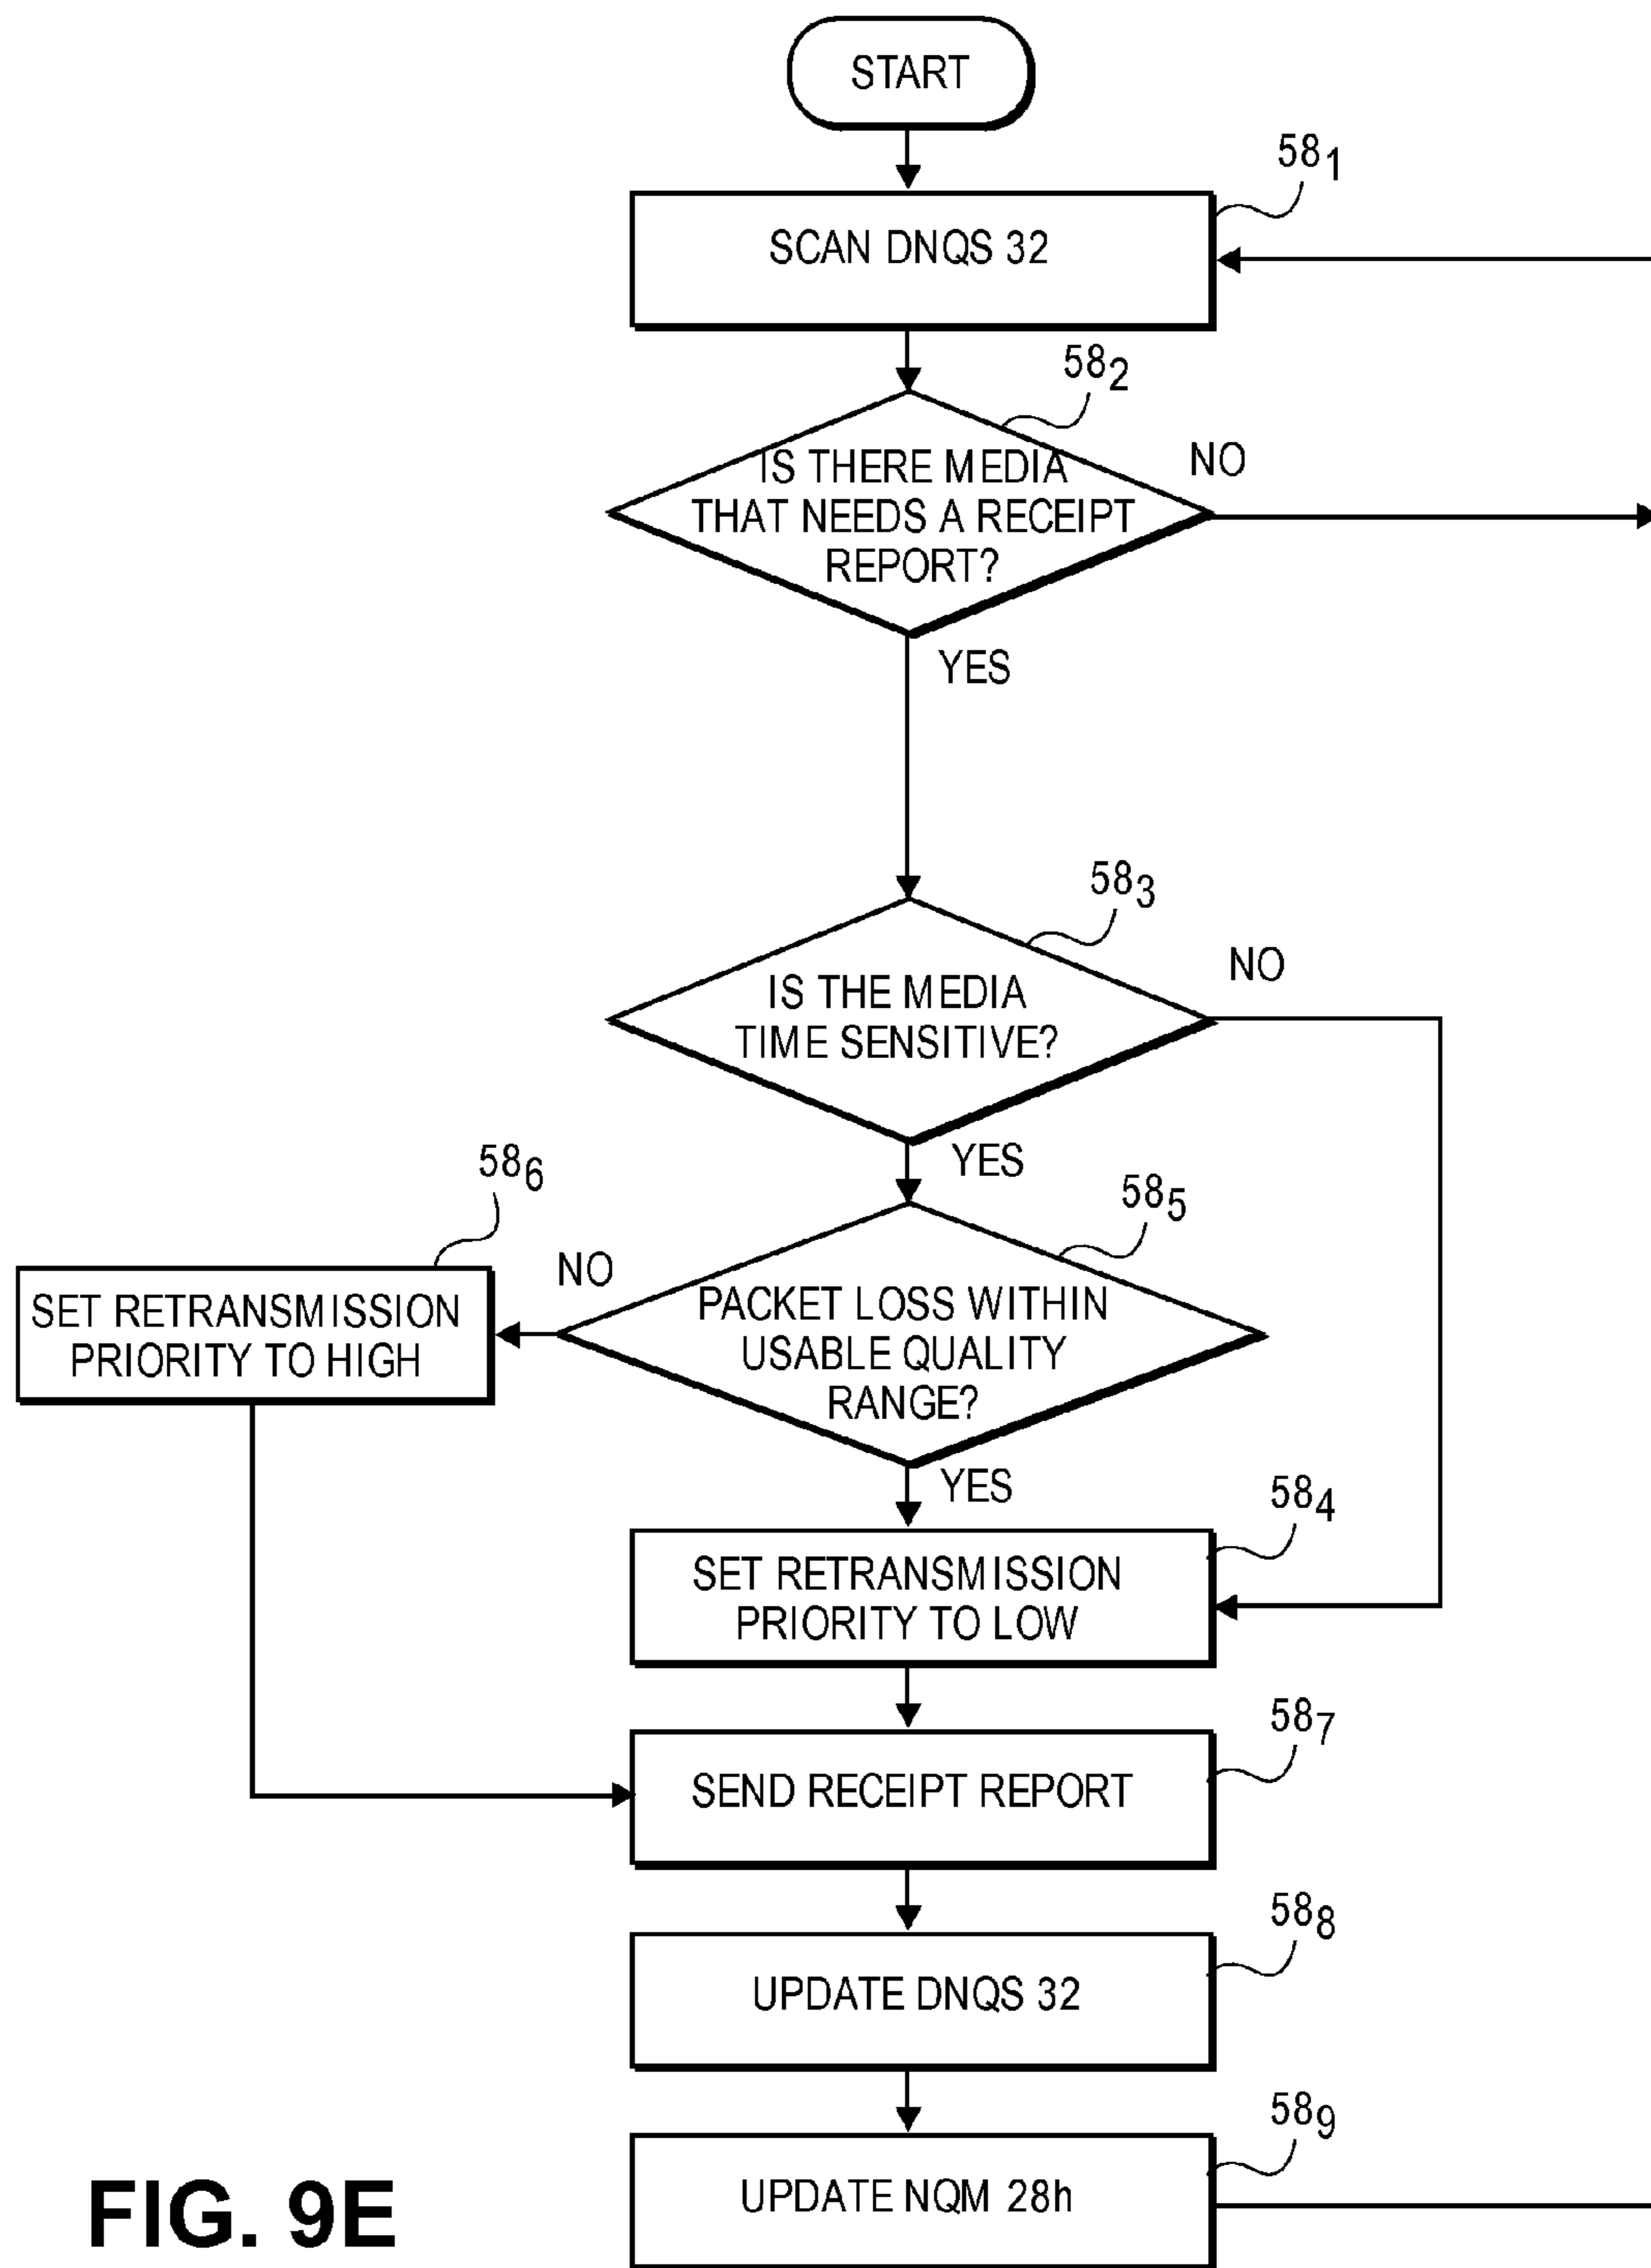 START
58₁
SCAN DNQS 32
58₂
IS THERE MEDIA
THAT NEEDS A RECEIPT
REPORT?
NO
YES
58₃
IS THE MEDIA
TIME SENSITIVE?
NO
YES
58₆
SET RETRANSMISSION
PRIORITY TO HIGH
NO
58₅
PACKET LOSS WITHIN
USABLE QUALITY
RANGE?
YES
58₄
SET RETRANSMISSION
PRIORITY TO LOW
58₇
SEND RECEIPT REPORT
58₈
UPDATE DNQS 32
58₉
UPDATE NQM 28h
FIG. 9E